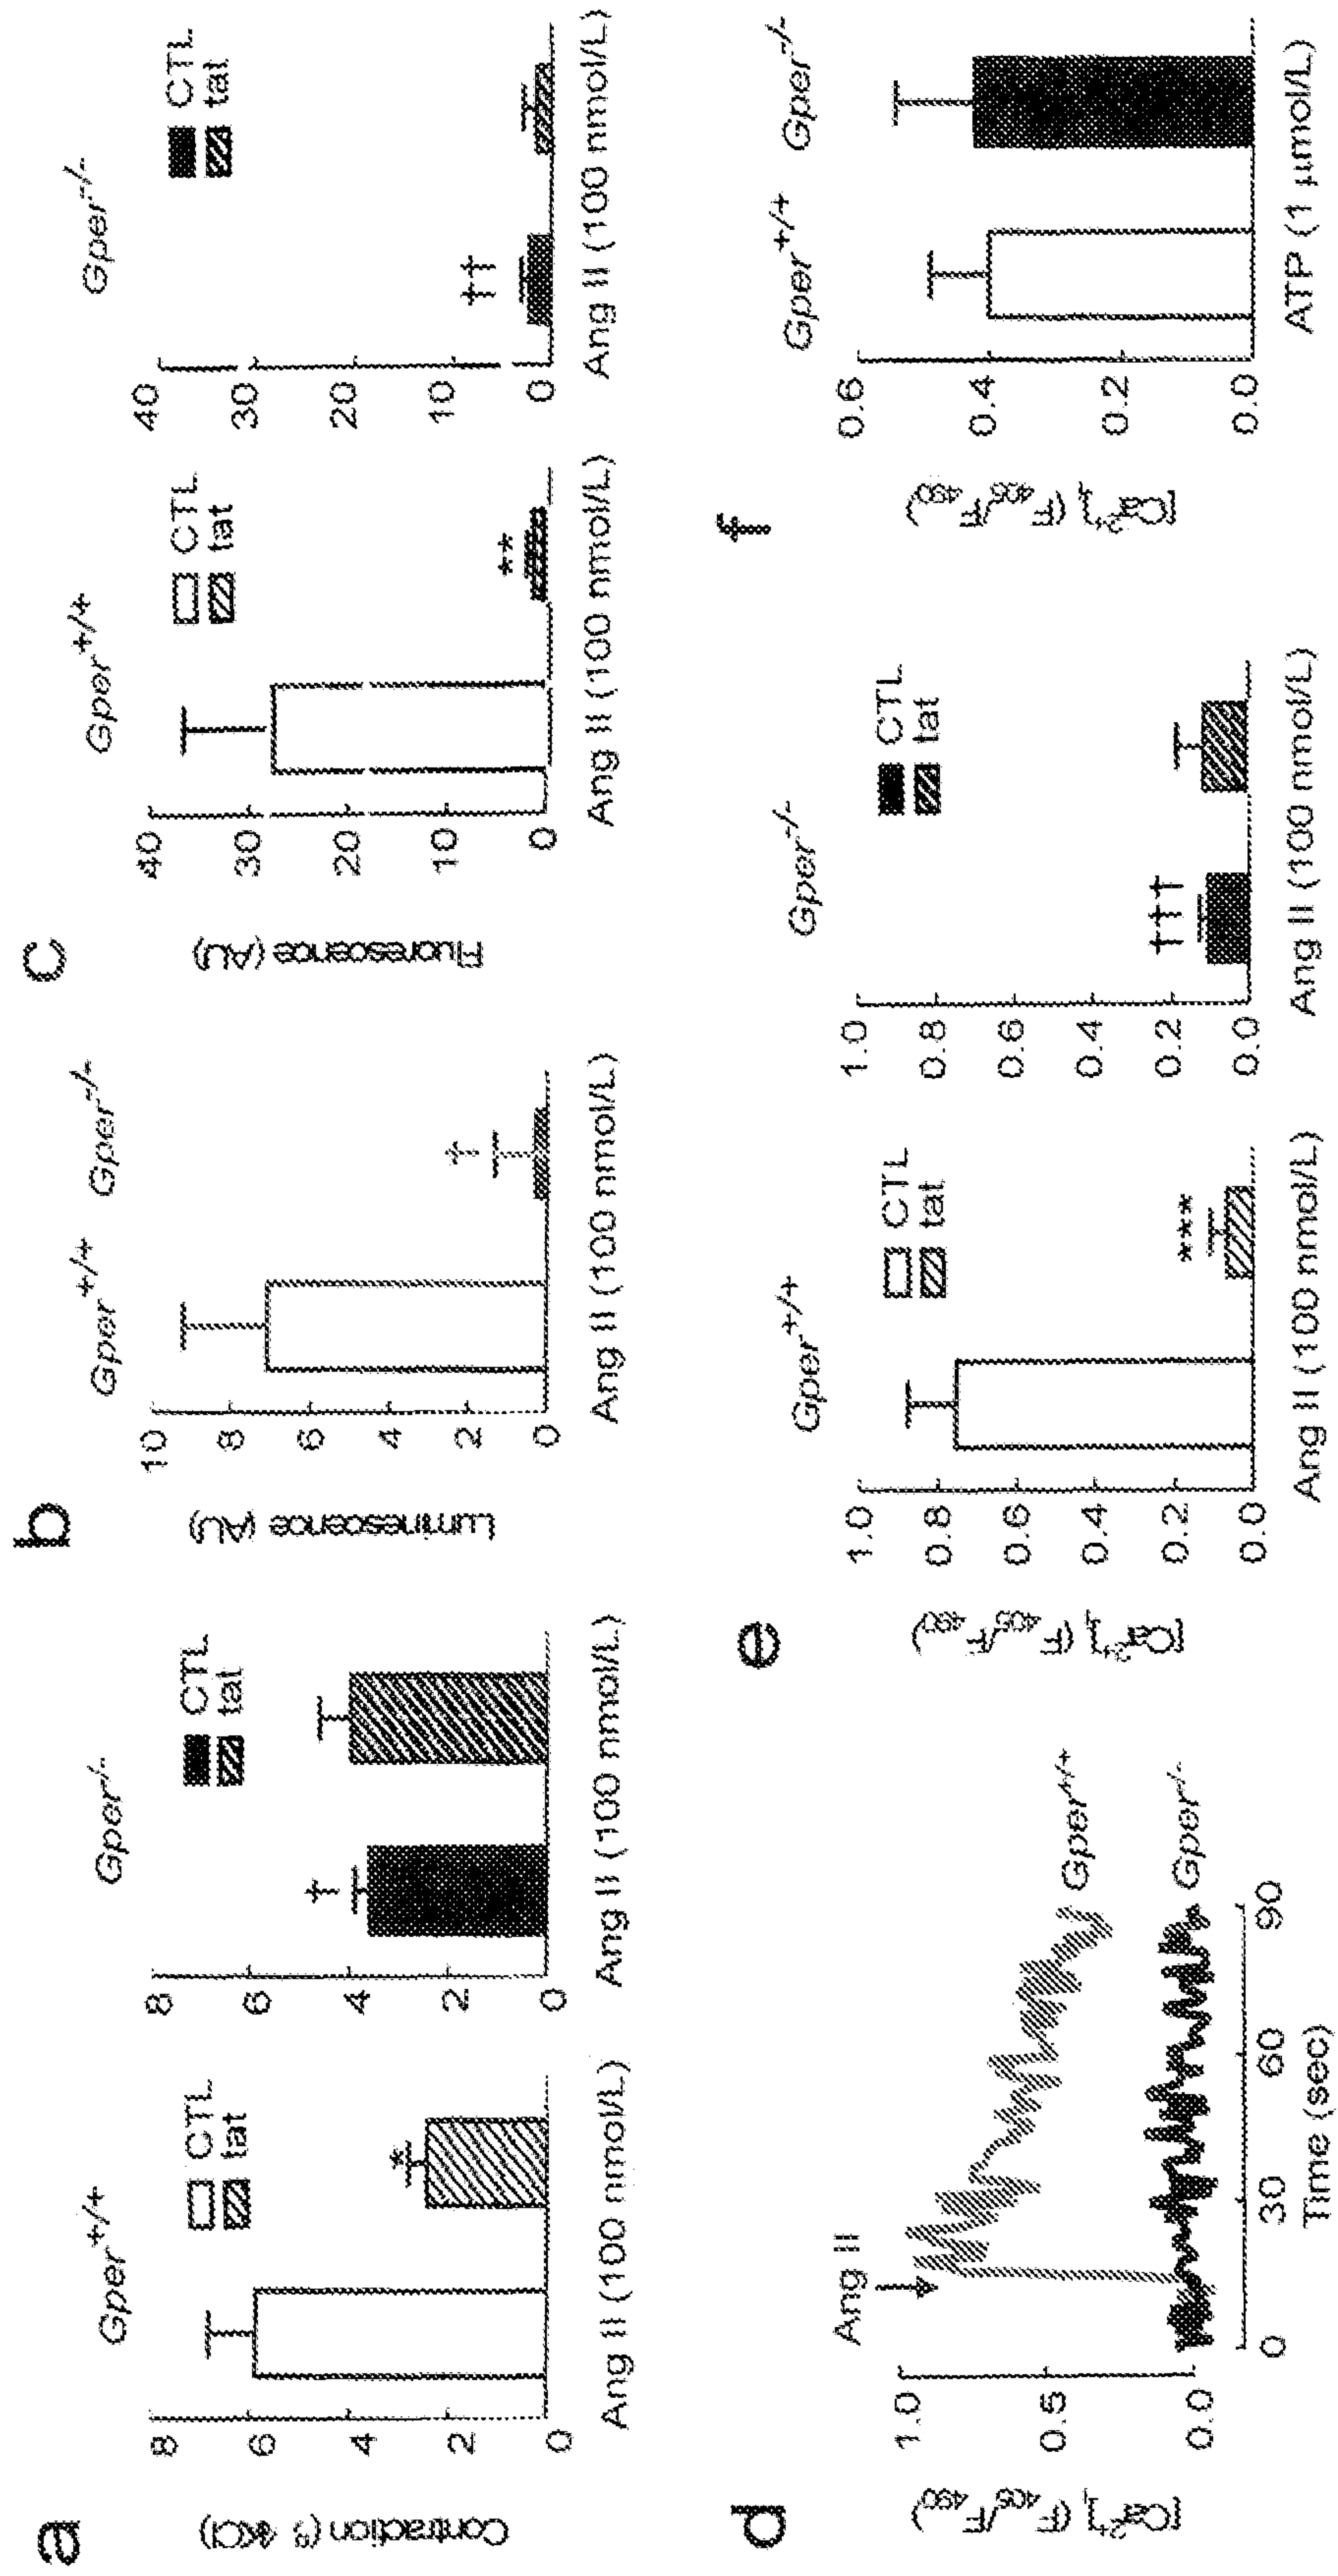 a
Contraction (% KCl)
8
6
4
2
0
Gper+/+
CTL
tat
*
Ang II (100 nmol/L)
8
6
4
2
0
Gper-/-
CTL
tat
†
Ang II (100 nmol/L)
b
Luminescence (AU)
10
8
6
4
2
0
Gper+/+
Gper-/-
†
Ang II (100 nmol/L)
c
Fluorescence (AU)
40
30
20
10
0
Gper+/+
CTL
tat
**
Ang II (100 nmol/L)
40
30
20
10
0
Gper-/-
CTL
tat
††
Ang II (100 nmol/L)
d
[Ca2+]i (F405/F490)
1.0
0.5
0.0
Ang II
Gper+/+
Gper-/-
0
30
60
90
Time (sec)
e
[Ca2+]i (F405/F490)
1.0
0.8
0.6
0.4
0.2
0.0
Gper+/+
CTL
tat
***
Ang II (100 nmol/L)
1.0
0.8
0.6
0.4
0.2
0.0
Gper-/-
CTL
tat
†††
Ang II (100 nmol/L)
f
[Ca2+]i (F405/F490)
0.6
0.4
0.2
0.0
Gper+/+
Gper-/-
ATP (1 µmol/L)